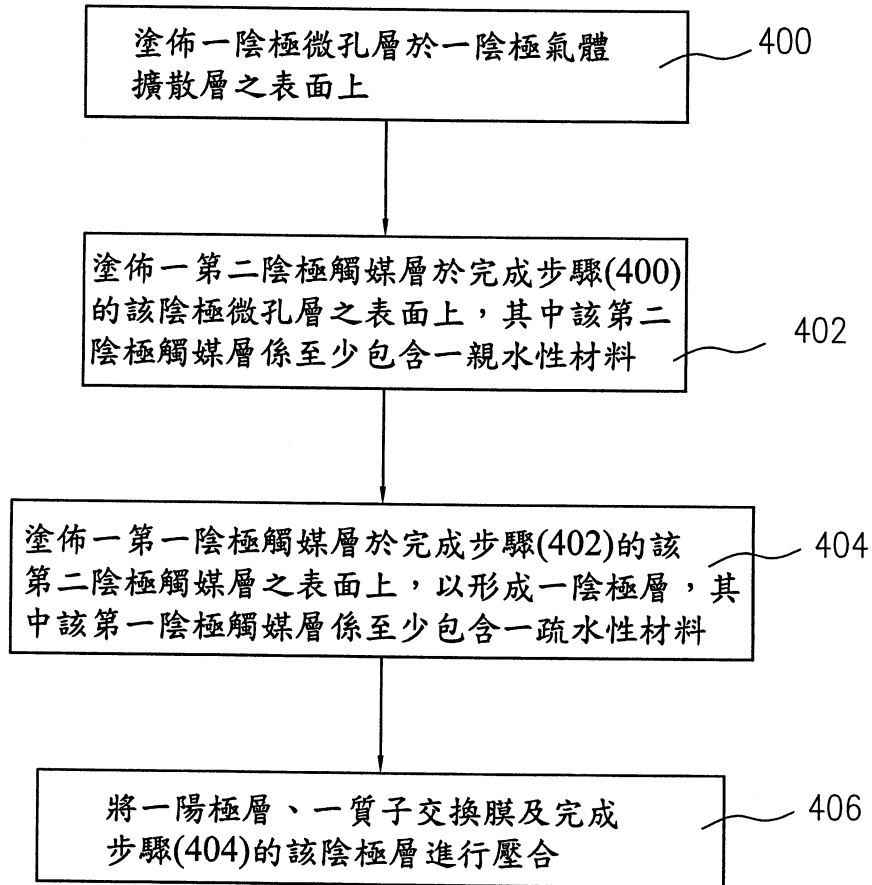 塗佈一陰極微孔層於一陰極氣體
擴散層之表面上
400
塗佈一第二陰極觸媒層於完成步驟(400)
的該陰極微孔層之表面上，其中該第二
陰極觸媒層係至少包含一親水性材料
402
塗佈一第一陰極觸媒層於完成步驟(402)的該
第二陰極觸媒層之表面上，以形成一陰極層，其
中該第一陰極觸媒層係至少包含一疏水性材料
404
將一陽極層、一質子交換膜及完成
步驟(404)的該陰極層進行壓合
406